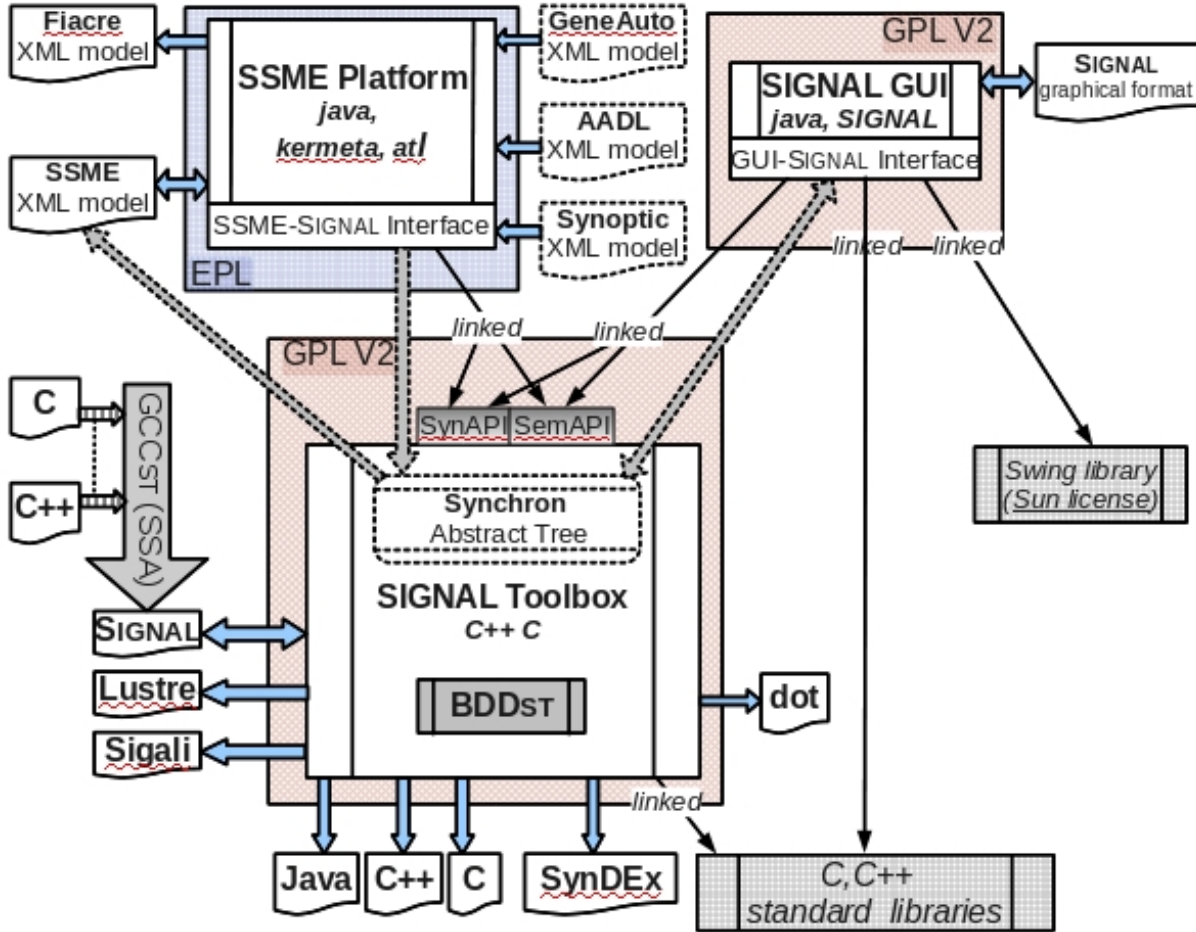 Fiacre
XML model
SSME Platform
java,
kermeta, atl
GeneAuto
XML model
GPL V2
SIGNAL GUI
java, SIGNAL
GUI-SIGNAL Interface
SIGNAL
graphical format
AADL
XML model
SSME
XML model
SSME-SIGNAL Interface
Synoptic
XML model
EPL
linked
linked
linked
linked
GPL V2
C
C++
GCCST (SSA)
SynAPI
SemAPI
Synchron
Abstract Tree
Swing library
(Sun license)
SIGNAL Toolbox
C++ C
SIGNAL
Lustre
Sigali
BDDST
dot
linked
Java
C++
C
SynDEx
C,C++
standard libraries